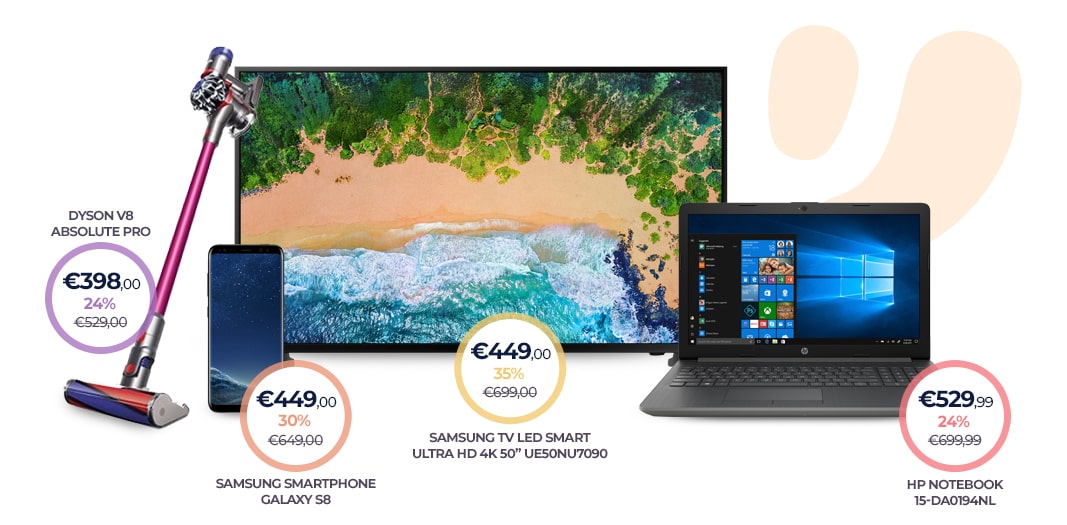 DYSON V8
ABSOLUTE PRO
€398,00
24%
€529,00
€449,00
30%
€649,00
SAMSUNG SMARTPHONE
GALAXY S8
€449,00
35%
€699,00
SAMSUNG TV LED SMART
ULTRA HD 4K 50” UE50NU7090
€529,99
24%
€699,99
HP NOTEBOOK
15-DA0194NL
hp